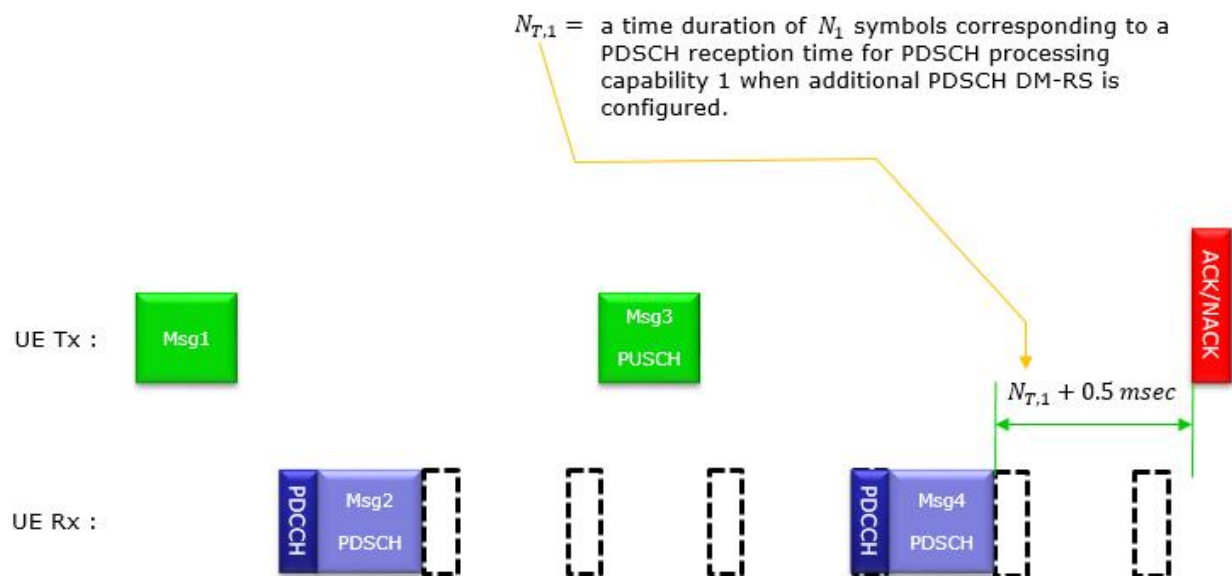 N_{T,1} = a time duration of N_1 symbols corresponding to a
PDSCH reception time for PDSCH processing
capability 1 when additional PDSCH DM-RS is
configured.
ACK/NACK
UE Tx :
Msg1
Msg3
PUSCH
N_{T,1} + 0.5 msec
UE Rx :
PDCCH
Msg2
PDSCH
PDCCH
Msg4
PDSCH